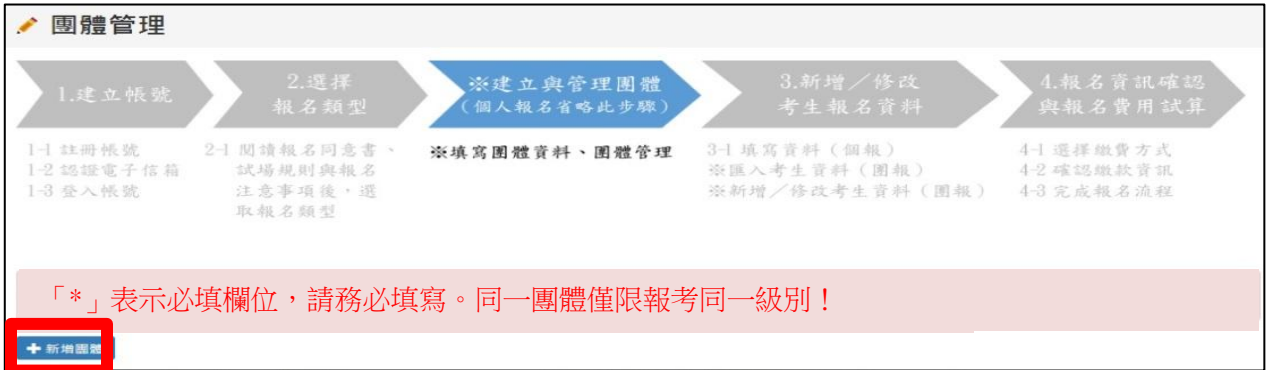 團體管理
1.建立帳號
2.選擇
報名類型
※建立與管理團體
(個人報名省略此步驟)
3.新增／修改
考生報名資料
4.報名資訊確認
與報名費用試算
1-1 註冊帳號
1-2 認證電子信箱
1-3 登入帳號
2-1 閱讀報名同意書、
試場規則與報名
注意事項後，選
取報名類型
※填寫團體資料、團體管理
3-1 填寫資料（個報）
※匯入考生資料（團報）
※新增／修改考生資料（團報）
4-1 選擇繳費方式
4-2 確認繳款資訊
4-3 完成報名流程
「*」表示必填欄位，請務必填寫。同一團體僅限報考同一級別！
+ 新增團體